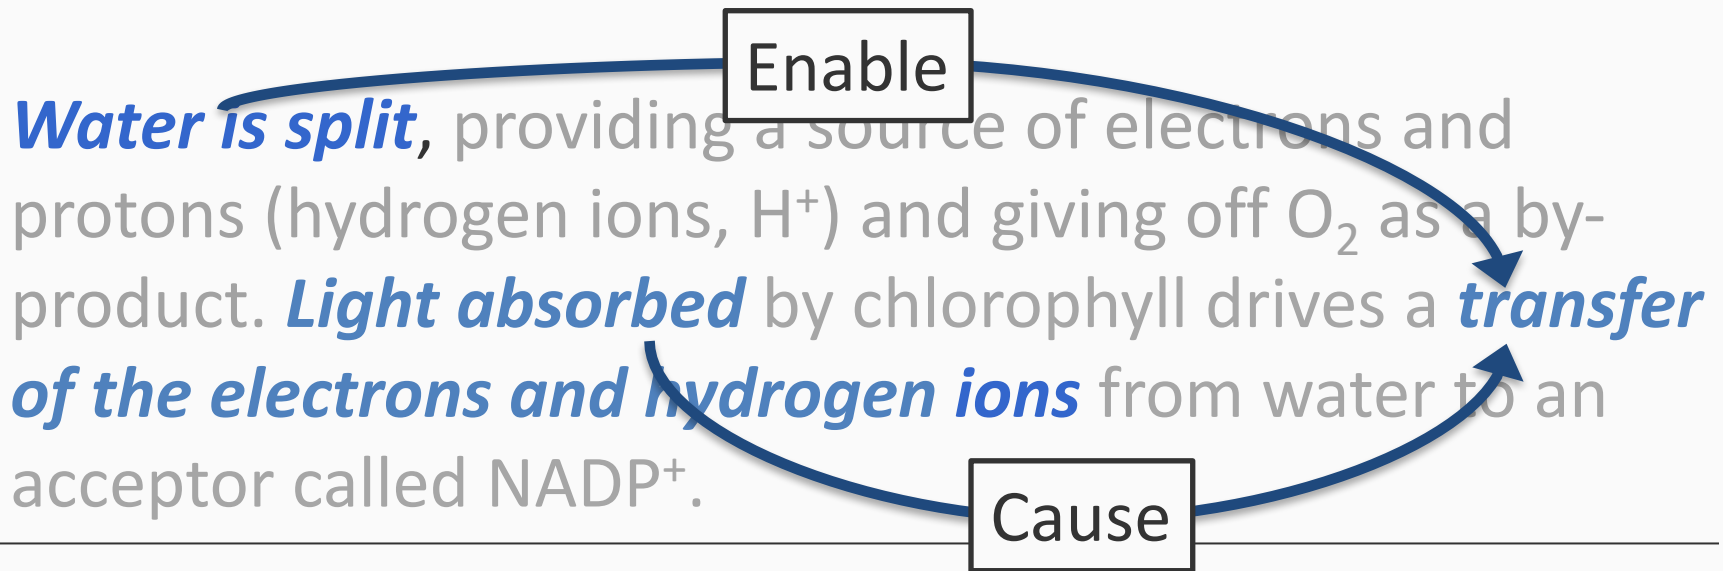 Enable
Water is split, providing a source of electrons and
protons (hydrogen ions, H⁺) and giving off O₂ as a by-
product. Light absorbed by chlorophyll drives a transfer
of the electrons and hydrogen ions from water to an
acceptor called NADP⁺.
Cause